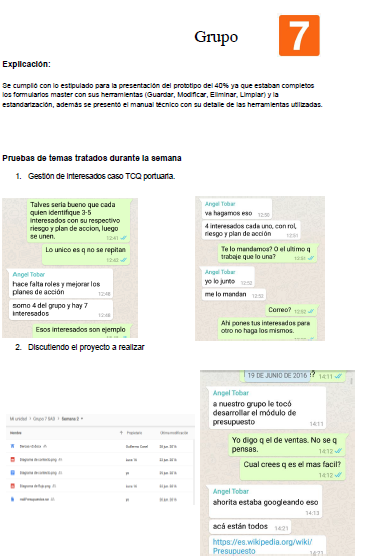 Grupo 7
Explicación:
Se cumplió con lo estipulado para la presentación del prototipo del 40% ya que estaban completos
los formularios master con sus herramientas (Guardar, Modificar, Eliminar, Limpiar) y la
estandarización, además se presentó el manual técnico con su detalle de las herramientas utilizadas.
Pruebas de temas tratados durante la semana
1. Gestión de Interesados caso TCQ portuaria.
Talves seria bueno que cada
quien identifique 3-5
interesados con su respectivo
riesgo y plan de accion, luego
se unen. 12:41
Lo unico es q no se repitan
12:42
Angel Tobar
hace falta roles y mejorar los
planes de acción 12:48
somo 4 del grupo y hay 7
interesados 12:48
Esos interesados son ejemplo
Angel Tobar
va hagamos eso 12:50
4 interesados cada uno, con rol,
riesgo y plan de acción 12:51
Te lo mandamos? O el ultimo q
trabaje que lo una? 12:51
Angel Tobar
yo lo junto 12:52
me lo mandan 12:52
Correo? 12:52
Ahi pones tus interesados para
otro no haga los mismos.
2. Discutiendo el proyecto a realizar
Mi unidad > Grupo 7 SAD > Semana 2
Nombre
Propietario
19 DE JUNIO DE 2016 !? 14:11
Angel Tobar
a nuestro grupo le tocó
desarrollar el módulo de
presupuesto 14:11
Yo digo q el de ventas. No se q
pensas. 14:12
Cual crees q es el mas facil?
14:12
Angel Tobar
ahorita estaba googleando eso
14:13
acá están todos 14:21
https://es.wikipedia.org/wiki/
Presupuesto 14:21